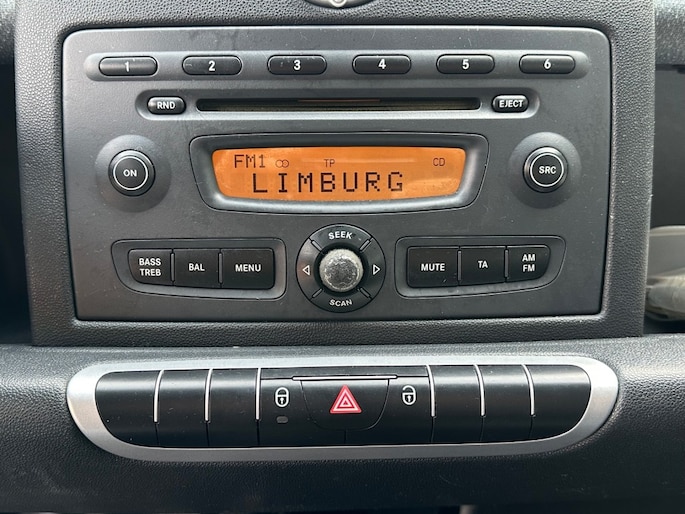 1 2 3 4 5 6
RND EJECT
FM1 TP CD
LIMBURG
ON SRC
SEEK
BASS
TREB BAL MENU
MUTE TA AM
FM
SCAN